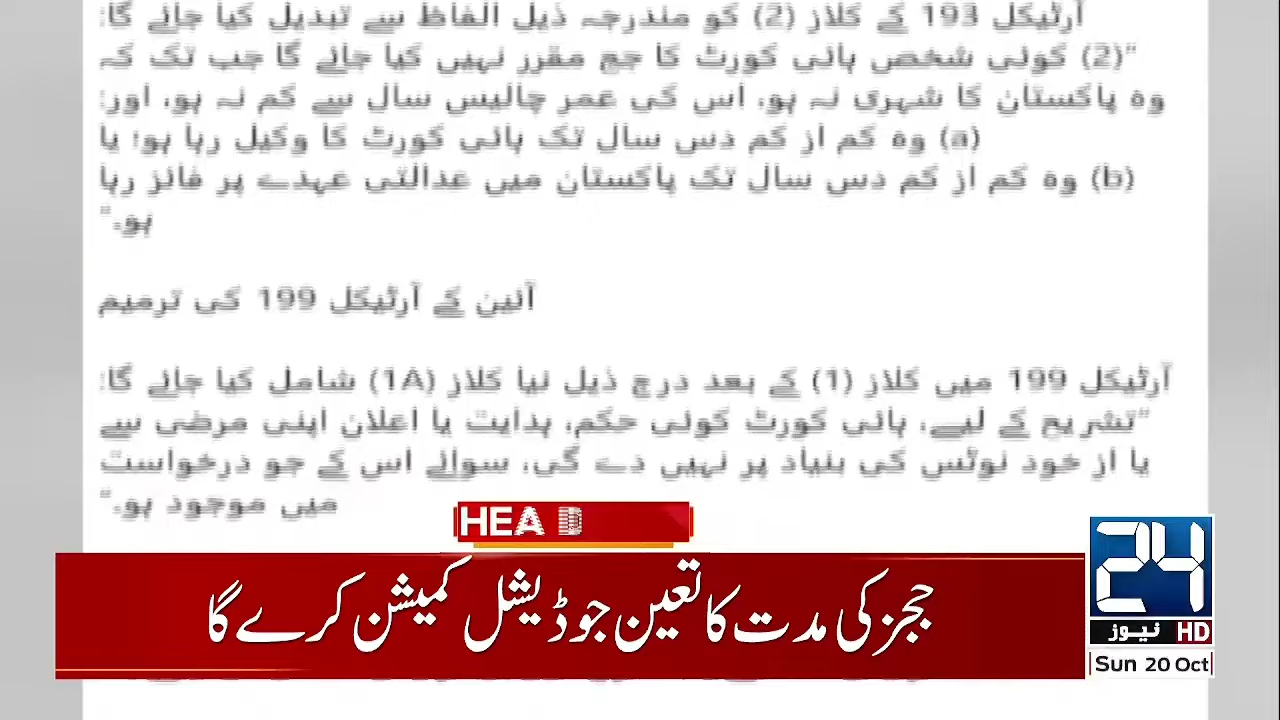 آرٹیکل 193 کے کلاز (2) کو مندرجہ ذیل الفاظ سے تبدیل کیا جائے گا:
"(2) کوئی شخص ہائی کورٹ کا جج مقرر نہیں کیا جائے گا جب تک کہ
وہ پاکستان کا شہری نہ ہو، اس کی عمر چالیس سال سے کم نہ ہو، اور:
(a) وہ کم از کم دس سال تک ہائی کورٹ کا وکیل رہا ہو؛ یا
(b) وہ کم از کم دس سال تک پاکستان میں عدالتی عہدے پر فائز رہا
ہو۔"
آئین کے آرٹیکل 199 کی ترمیم
آرٹیکل 199 میں کلاز (1) کے بعد درج ذیل نیا کلاز (1A) شامل کیا جائے گا:
"تشریح کے لیے، ہائی کورٹ کوئی حکم، ہدایت یا اعلان اپنی مرضی سے
یا از خود نوٹس کی بنیاد پر نہیں دے گی، سوائے اس کے جو درخواست
میں موجود ہو۔"
HEAD
ججز کی مدت کا تعین جوڈیشل کمیشن کرے گا
24
نیوز HD
Sun 20 Oct